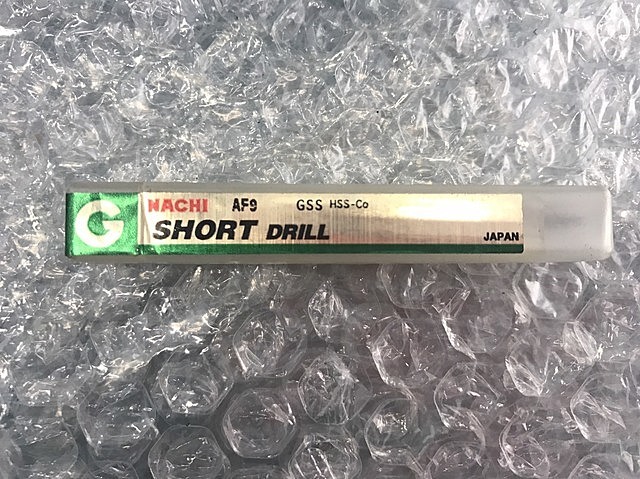 G
NACHI AF9 GSS HSS-Co
SHORT DRILL
JAPAN